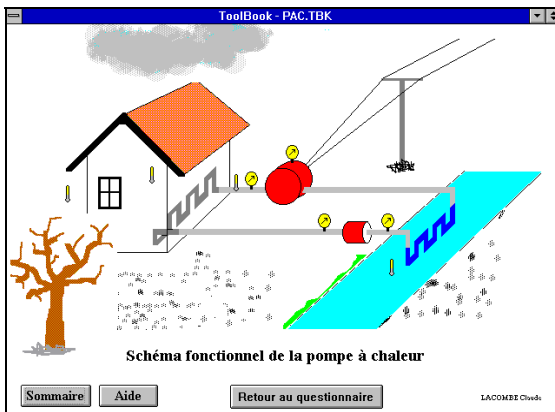 ToolBook - PAC.TBK
Schéma fonctionnel de la pompe à chaleur
Sommaire
Aide
Retour au questionnaire
LACOMBE Claude